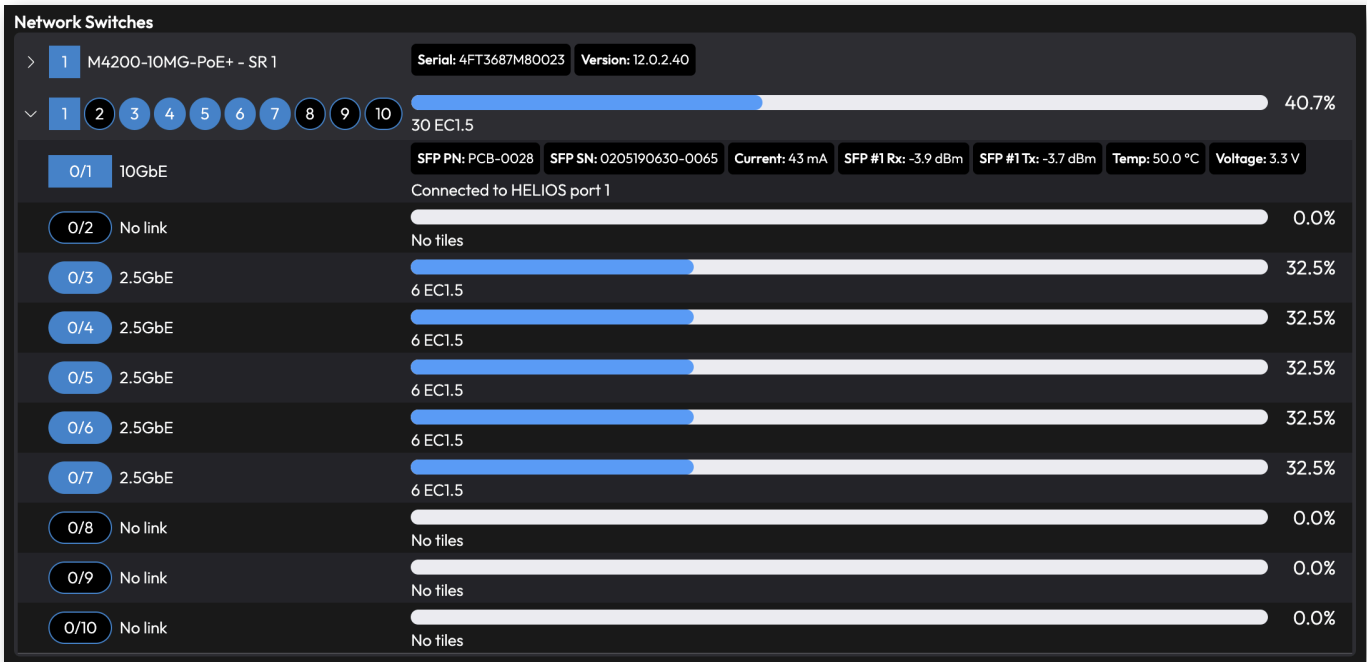 Network Switches
1 M4200-10MG-PoE+ - SR 1 Serial: 4FT3687M80023 Version: 12.0.2.40
1 2 3 4 5 6 7 8 9 10 40.7%
30 EC1.5
0/1 10GbE SFP PN: PCB-0028 SFP SN: 0205190630-0065 Current: 43 mA SFP #1 Rx: -3.9 dBm SFP #1 Tx: -3.7 dBm Temp: 50.0 °C Voltage: 3.3 V
Connected to HELIOS port 1
0/2 No link 0.0%
No tiles
0/3 2.5GbE 32.5%
6 EC1.5
0/4 2.5GbE 32.5%
6 EC1.5
0/5 2.5GbE 32.5%
6 EC1.5
0/6 2.5GbE 32.5%
6 EC1.5
0/7 2.5GbE 32.5%
6 EC1.5
0/8 No link 0.0%
No tiles
0/9 No link 0.0%
No tiles
0/10 No link 0.0%
No tiles